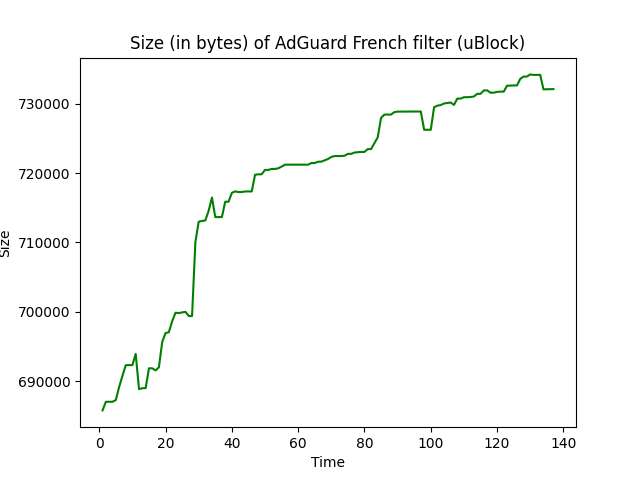 Size (in bytes) of AdGuard French filter (uBlock)
730000
720000
710000
700000
690000
Size
0 20 40 60 80 100 120 140
Time